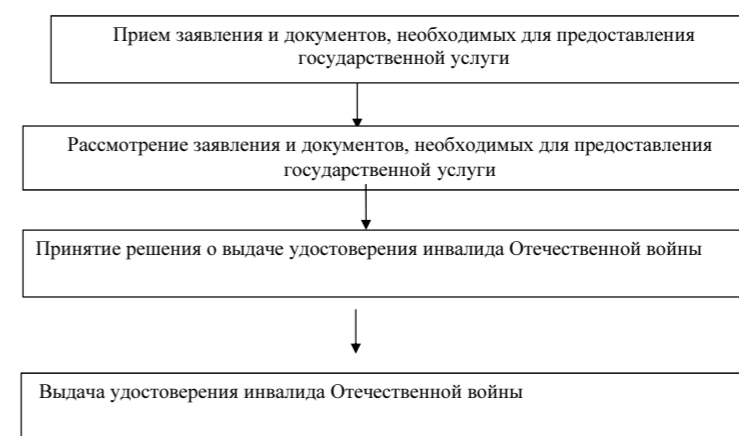 Прием заявления и документов, необходимых для предоставления
государственной услуги
Рассмотрение заявления и документов, необходимых для предоставления
государственной услуги
Принятие решения о выдаче удостоверения инвалида Отечественной войны
Выдача удостоверения инвалида Отечественной войны